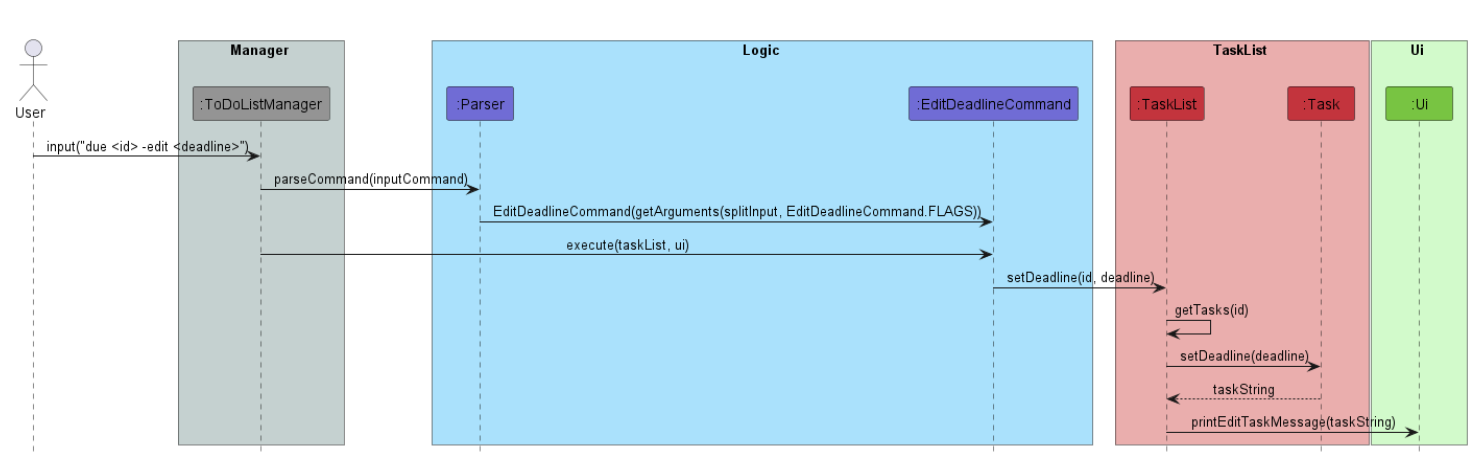 Manager
Logic
TaskList
Ui
User
:ToDoListManager
:Parser
:EditDeadlineCommand
:TaskList
:Task
:Ui
input("due <id> -edit <deadline>")
parseCommand(inputCommand)
EditDeadlineCommand(getArguments(splitInput, EditDeadlineCommand.FLAGS))
execute(taskList, ui)
setDeadline(id, deadline)
getTasks(id)
setDeadline(deadline)
taskString
printEditTaskMessage(taskString)